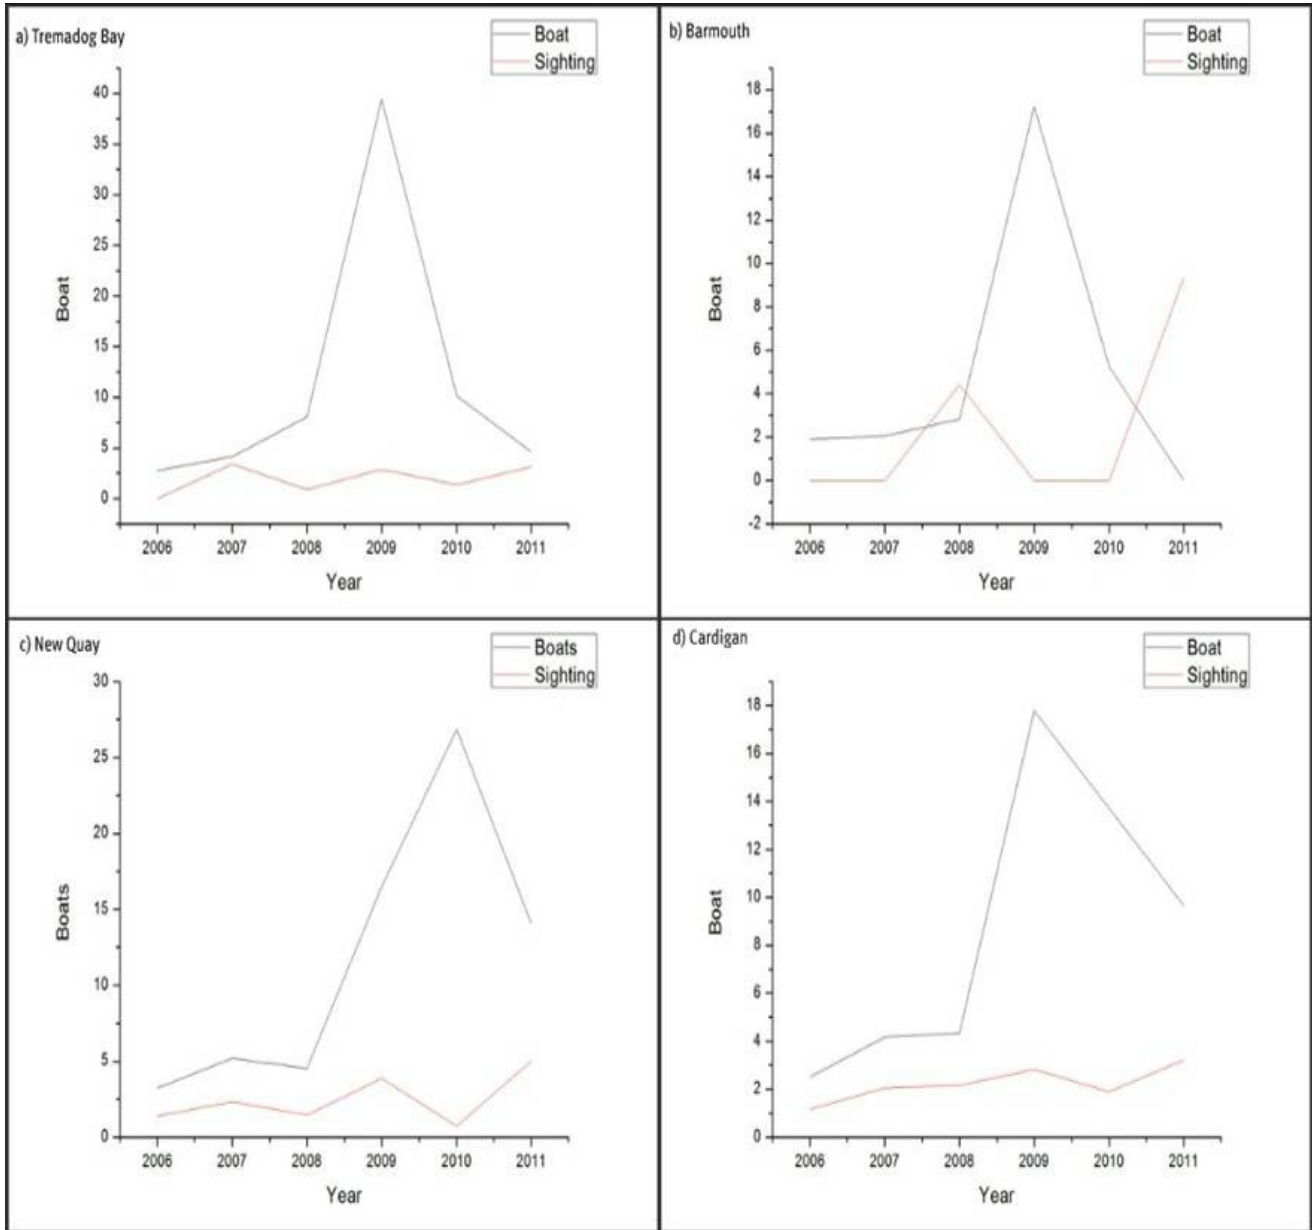 a) Tremadog Bay
Boat
Sighting
40
35
30
25
20
15
10
5
0
Boat
2006 2007 2008 2009 2010 2011
Year
b) Barmouth
Boat
Sighting
18
16
14
12
10
8
6
4
2
0
-2
Boat
2006 2007 2008 2009 2010 2011
Year
c) New Quay
Boats
Sighting
30
25
20
15
10
5
0
Boats
2006 2007 2008 2009 2010 2011
Year
d) Cardigan
Boat
Sighting
18
16
14
12
10
8
6
4
2
0
Boat
2006 2007 2008 2009 2010 2011
Year